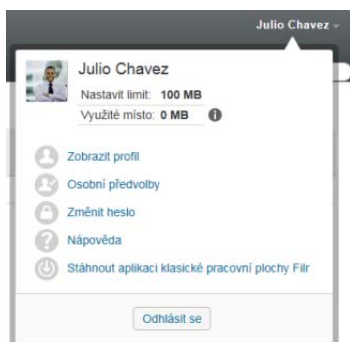 Julio Chavez
Julio Chavez
Nastavit limit: 100 MB
Využité místo: 0 MB
Zobrazit profil
Osobní předvolby
Změnit heslo
Nápověda
Stáhnout aplikaci klasické pracovní plochy Filr
Odhlásit se